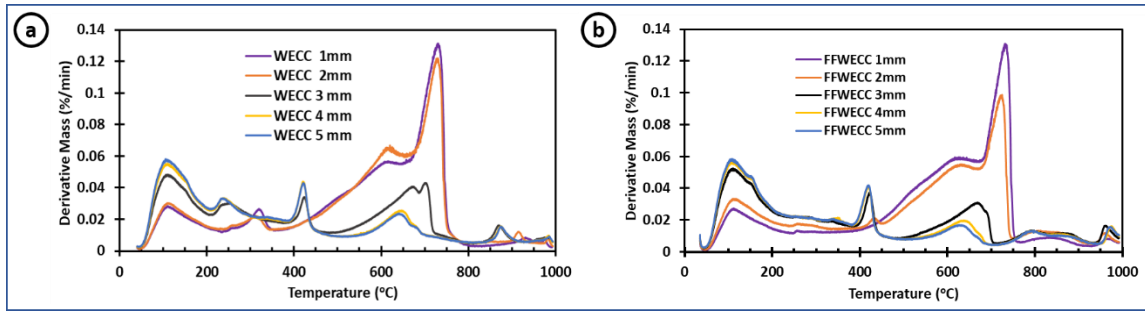 a
WECC 1mm
WECC 2mm
WECC 3 mm
WECC 4 mm
WECC 5 mm
Derivative Mass (%/min)
0.14
0.12
0.1
0.08
0.06
0.04
0.02
0
0 200 400 600 800 1000
Temperature (°C)
b
FFWECC 1mm
FFWECC 2mm
FFWECC 3mm
FFWECC 4mm
FFWECC 5mm
Derivative Mass (%/min)
0.14
0.12
0.1
0.08
0.06
0.04
0.02
0
0 200 400 600 800 1000
Temperature (°C)